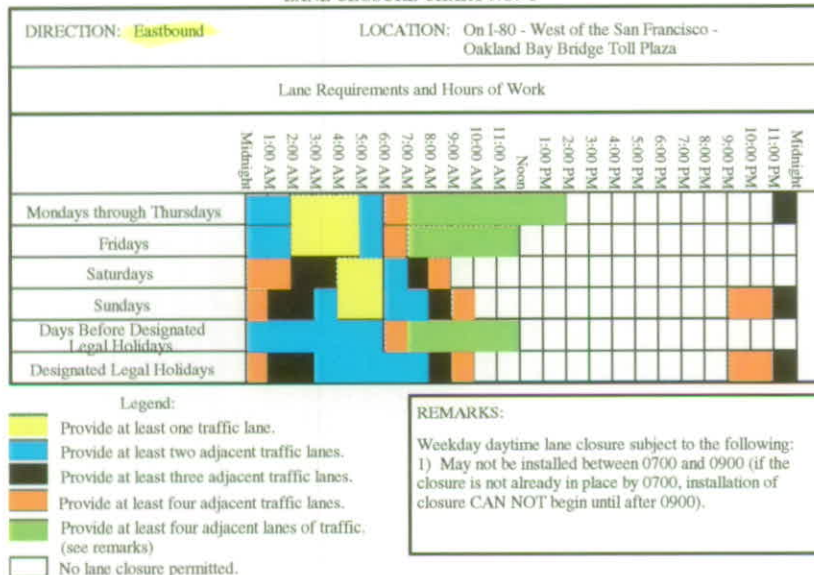 DIRECTION: Eastbound
LOCATION: On I-80 - West of the San Francisco -
Oakland Bay Bridge Toll Plaza
Lane Requirements and Hours of Work
Midnight
1:00 AM
2:00 AM
3:00 AM
4:00 AM
5:00 AM
6:00 AM
7:00 AM
8:00 AM
9:00 AM
10:00 AM
11:00 AM
Noon
1:00 PM
2:00 PM
3:00 PM
4:00 PM
5:00 PM
6:00 PM
7:00 PM
8:00 PM
9:00 PM
10:00 PM
11:00 PM
Midnight
Mondays through Thursdays
Fridays
Saturdays
Sundays
Days Before Designated
Legal Holidays
Designated Legal Holidays
Legend:
Provide at least one traffic lane.
Provide at least two adjacent traffic lanes.
Provide at least three adjacent traffic lanes.
Provide at least four adjacent traffic lanes.
Provide at least four adjacent lanes of traffic.
(see remarks)
No lane closure permitted.
REMARKS:
Weekday daytime lane closure subject to the following:
1) May not be installed between 0700 and 0900 (if the
closure is not already in place by 0700, installation of
closure CAN NOT begin until after 0900).